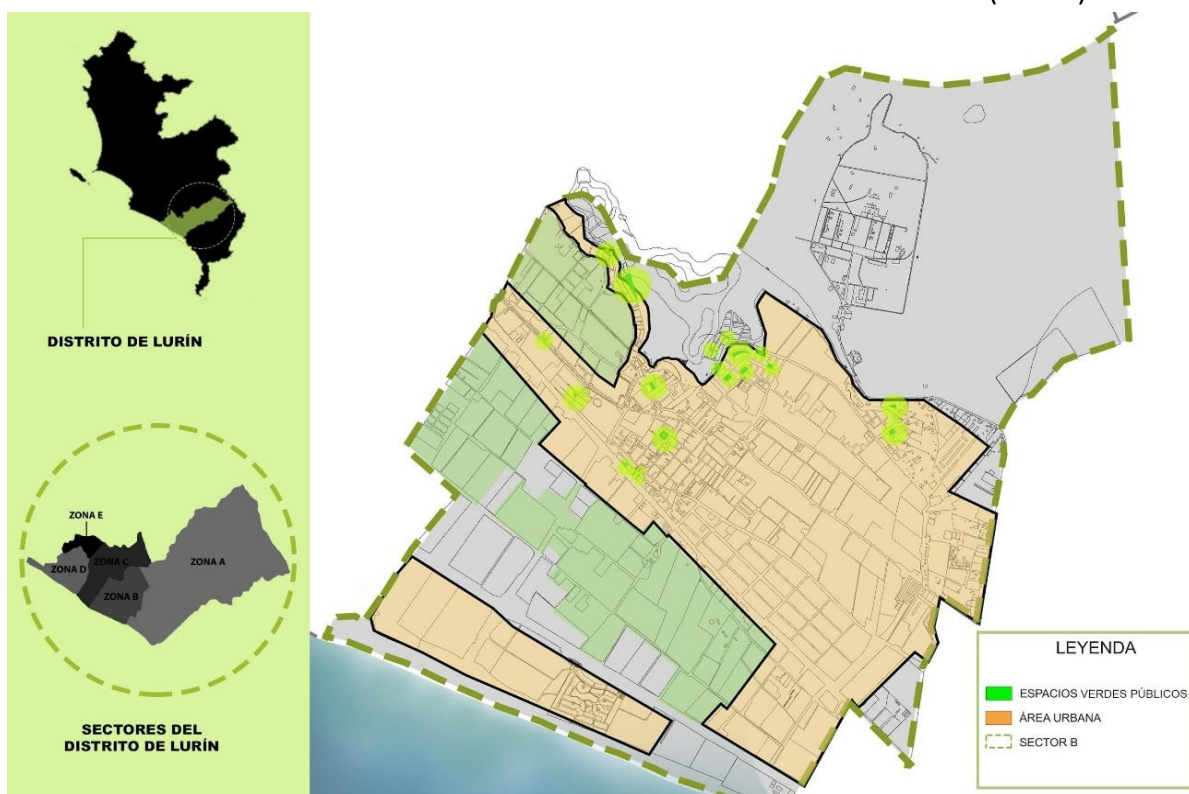 DISTRITO DE LURÍN
ZONA E
ZONA D
ZONA C
ZONA A
ZONA B
SECTORES DEL
DISTRITO DE LURÍN
LEYENDA
ESPACIOS VERDES PÚBLICOS
ÁREA URBANA
SECTOR B